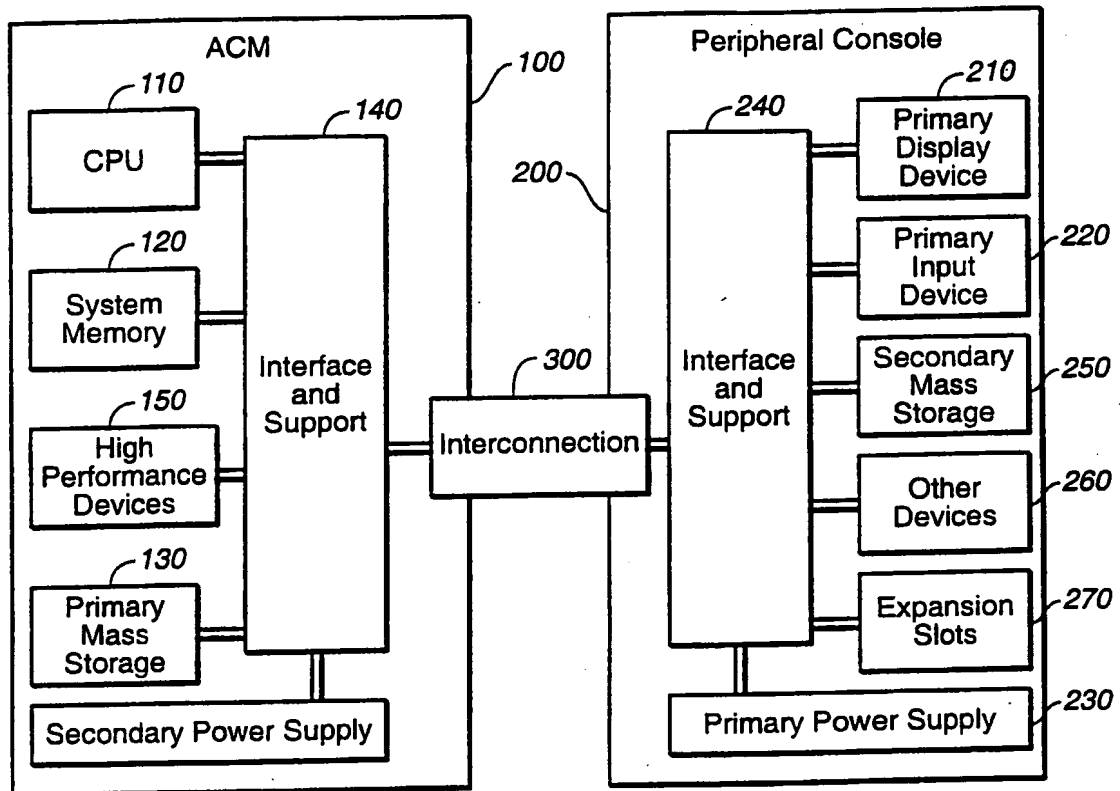 ACM
100
110
CPU
140
Interface
and
Support
120
System
Memory
150
High
Performance
Devices
130
Primary
Mass
Storage
Secondary Power Supply
300
Interconnection
Peripheral Console
200
240
Interface
and
Support
210
Primary
Display
Device
220
Primary
Input
Device
Secondary
Mass
Storage
250
Other
Devices
260
Expansion
Slots
270
Primary Power Supply
230